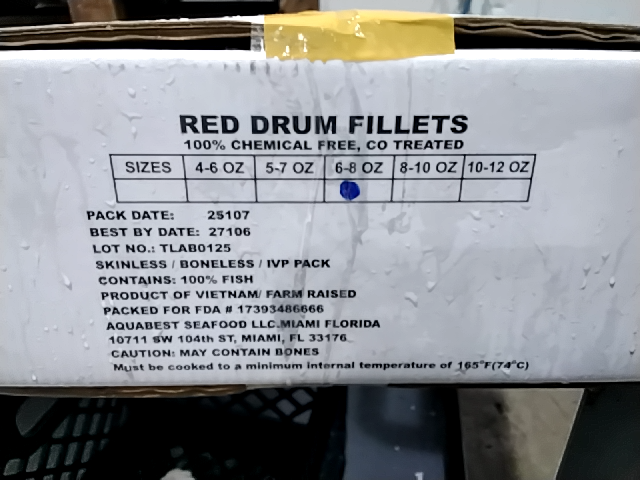 RED DRUM FILLETS
100% CHEMICAL FREE, CO TREATED
SIZES 4-6 OZ 5-7 OZ 6-8 OZ 8-10 OZ 10-12 OZ
PACK DATE: 25107
BEST BY DATE: 27106
LOT NO.: TLAB0125
SKINLESS / BONELESS / IVP PACK
CONTAINS: 100% FISH
PRODUCT OF VIETNAM/ FARM RAISED
PACKED FOR FDA # 17393486666
AQUABEST SEAFOOD LLC.MIAMI FLORIDA
10711 SW 104th ST, MIAMI, FL 33176
CAUTION: MAY CONTAIN BONES
Must be cooked to a minimum internal temperature of 165°F(74°C)